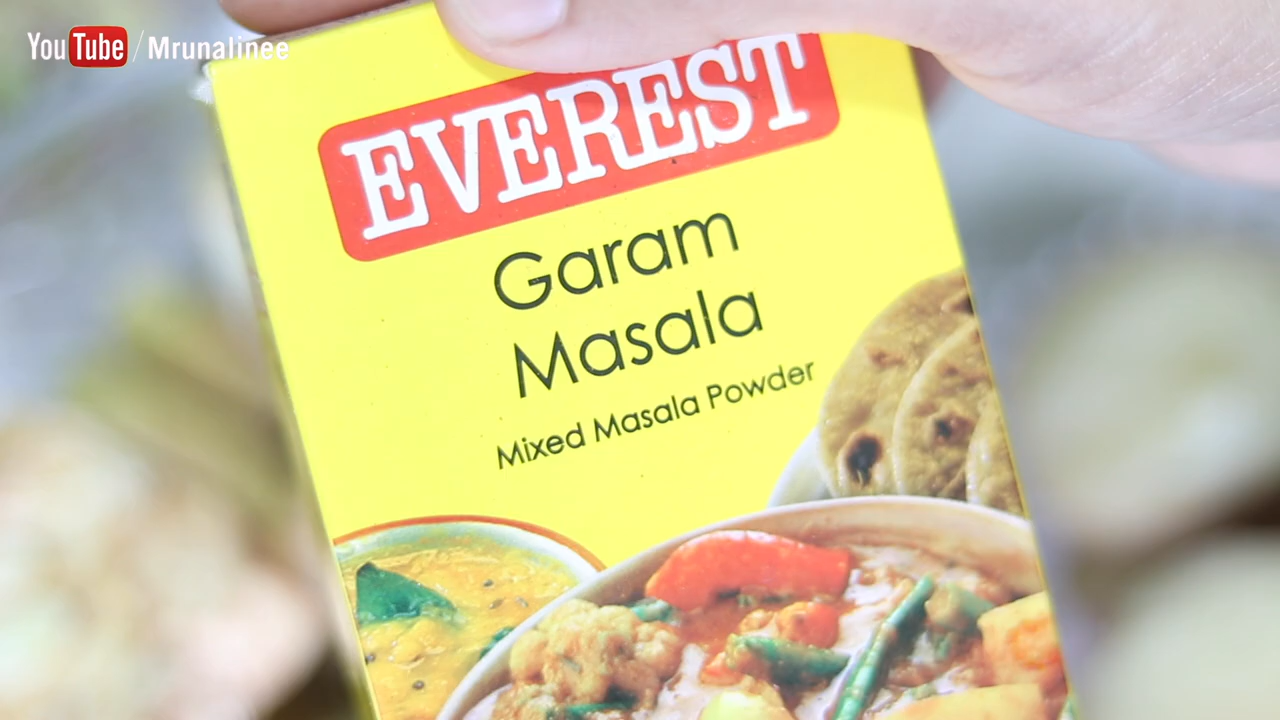 YouTube / Mrunalinee
EVEREST
Garam
Masala
Mixed Masala Powder